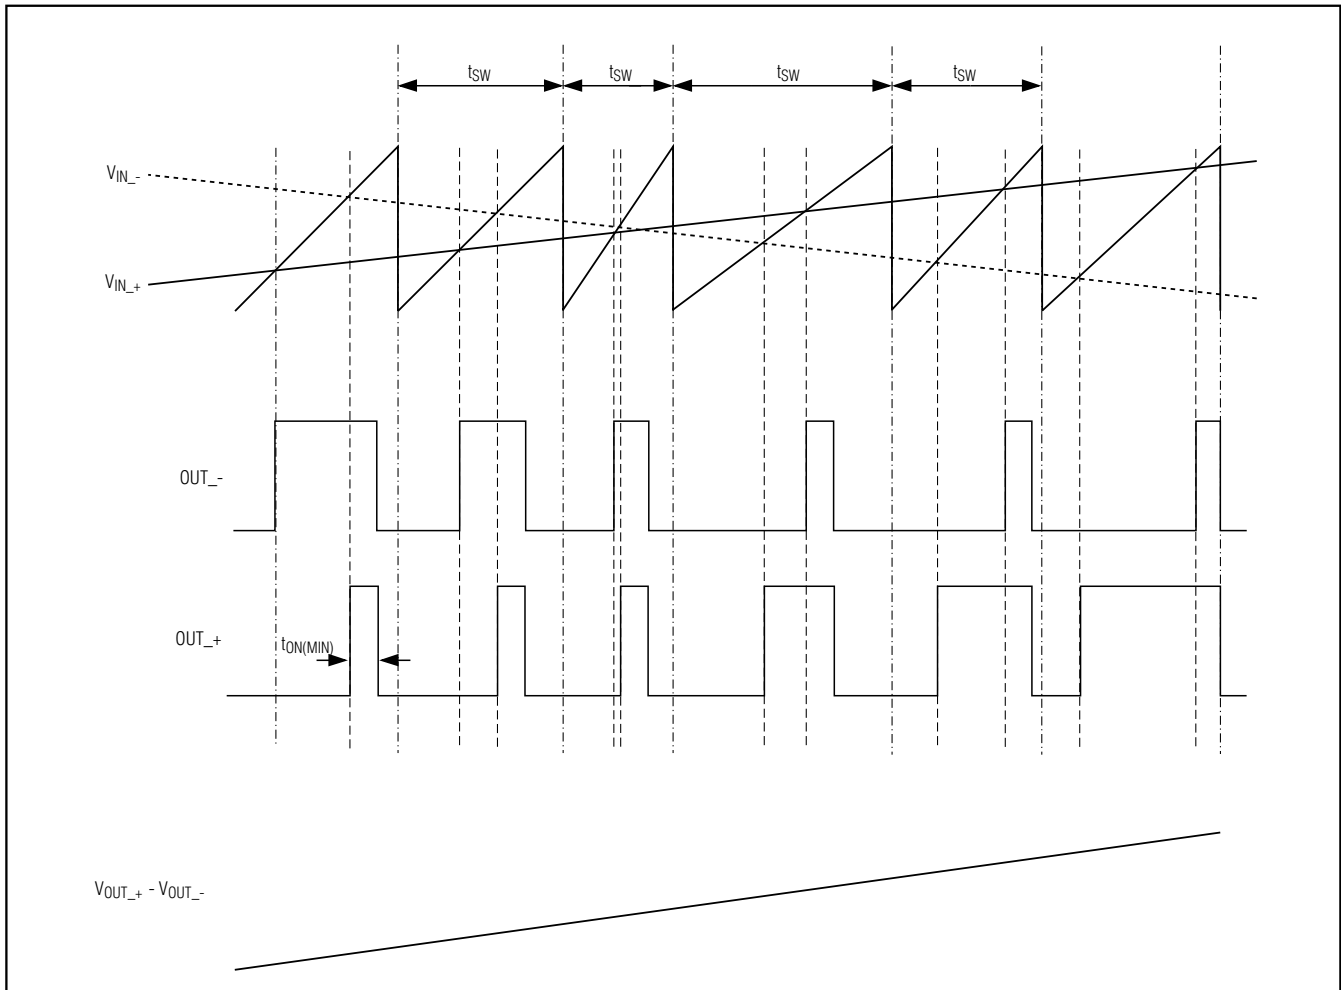 tSW tSW tSW tSW
VIN_-
VIN_+
OUT_-
OUT_+
tON(MIN)
VOUT_+ - VOUT_-